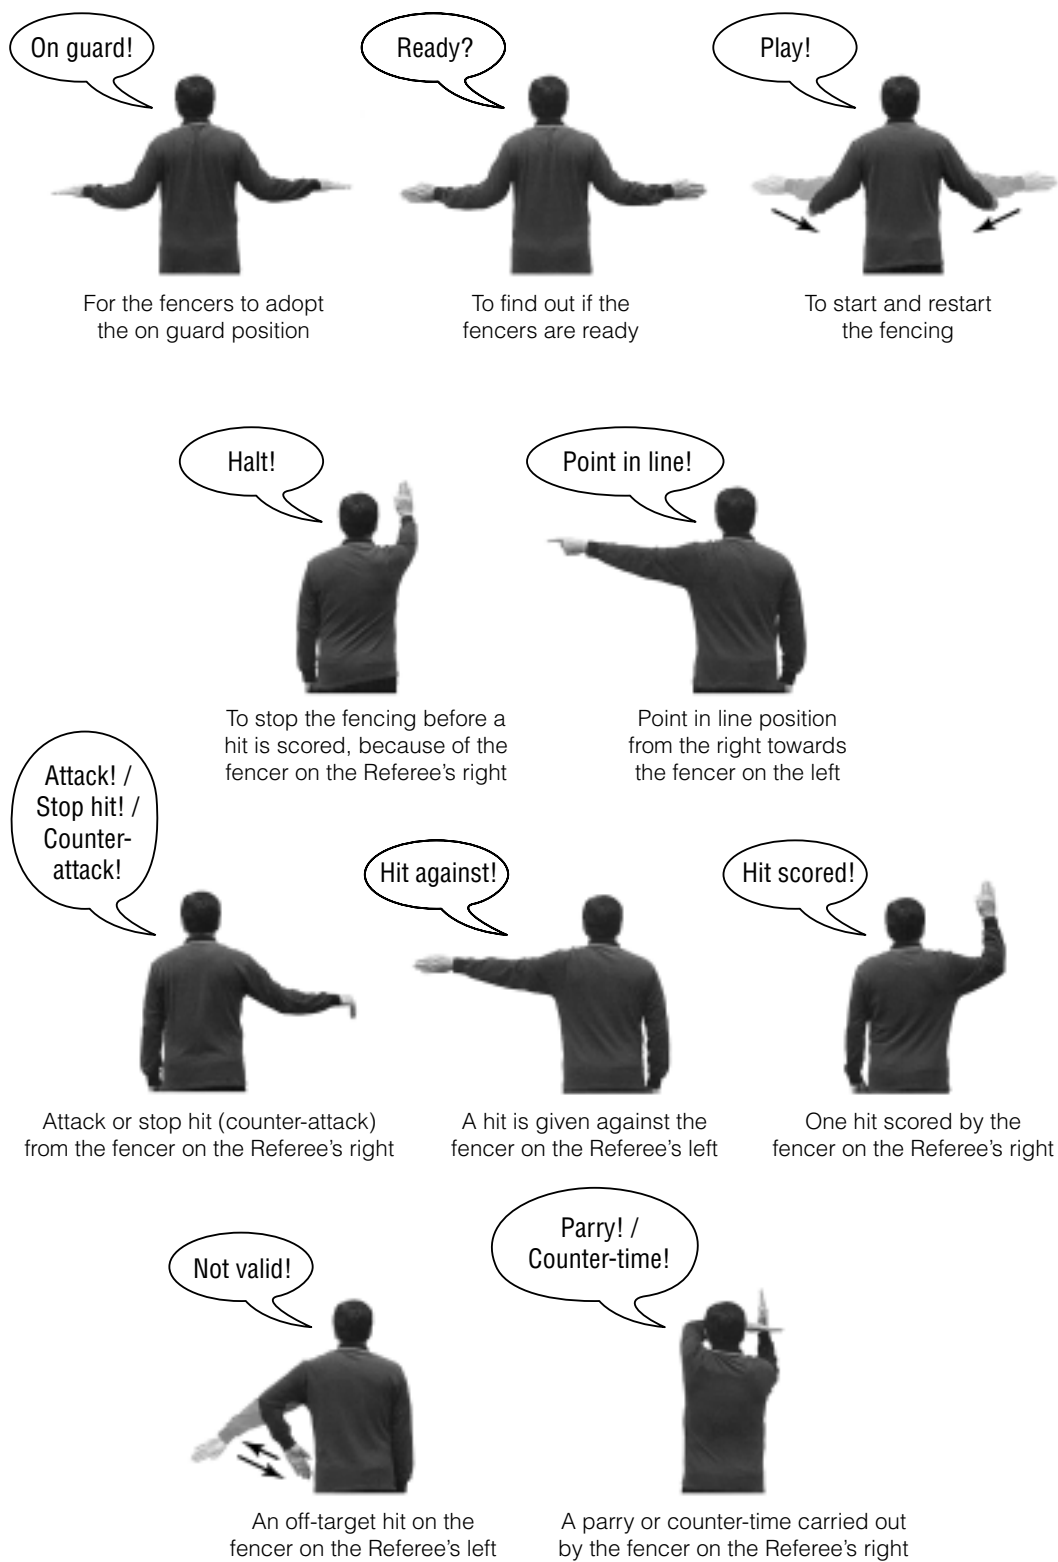 On guard!
Ready?
Play!
For the fencers to adopt
the on guard position
To find out if the
fencers are ready
To start and restart
the fencing
Halt!
Point in line!
To stop the fencing before a
hit is scored, because of the
fencer on the Referee's right
Point in line position
from the right towards
the fencer on the left
Attack! /
Stop hit! /
Counter-
attack!
Hit against!
Hit scored!
Attack or stop hit (counter-attack)
from the fencer on the Referee's right
A hit is given against the
fencer on the Referee's left
One hit scored by the
fencer on the Referee's right
Not valid!
Parry! /
Counter-time!
An off-target hit on the
fencer on the Referee's left
A parry or counter-time carried out
by the fencer on the Referee's right